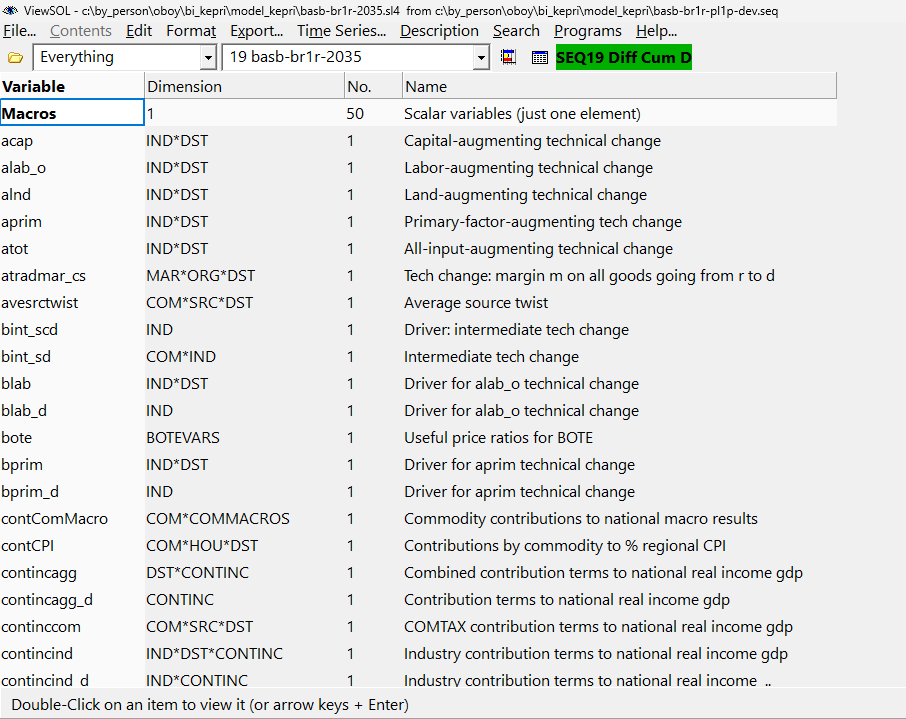 ViewSOL - c:\by_person\oboy\bi_kepri\model_kepri\basb-br1r-2035.sl4 from c:\by_person\oboy\bi_kepri\model_kepri\basb-br1r-pl1p-dev.seq
File... Contents Edit Format Export... Time Series... Description Search Programs Help...
Everything 19 basb-br1r-2035 SEQ19 Diff Cum D
Variable Dimension No. Name
Macros 1 50 Scalar variables (just one element)
acap IND*DST 1 Capital-augmenting technical change
alab_o IND*DST 1 Labor-augmenting technical change
alnd IND*DST 1 Land-augmenting technical change
aprim IND*DST 1 Primary-factor-augmenting tech change
atot IND*DST 1 All-input-augmenting technical change
atradmar_cs MAR*ORG*DST 1 Tech change: margin m on all goods going from r to d
avesrctwist COM*SRC*DST 1 Average source twist
bint_scd IND 1 Driver: intermediate tech change
bint_sd COM*IND 1 Intermediate tech change
blab IND*DST 1 Driver for alab_o technical change
blab_d IND 1 Driver for alab_o technical change
bote BOTEVARS 1 Useful price ratios for BOTE
bprim IND*DST 1 Driver for aprim technical change
bprim_d IND 1 Driver for aprim technical change
contComMacro COM*COMMACROS 1 Commodity contributions to national macro results
contCPI COM*HOU*DST 1 Contributions by commodity to % regional CPI
contincagg DST*CONTINC 1 Combined contribution terms to national real income gdp
contincagg_d CONTINC 1 Contribution terms to national real income gdp
continccom COM*SRC*DST 1 COMTAX contribution terms to national real income gdp
contincind IND*DST*CONTINC 1 Industry contribution terms to national real income gdp
contincind_d IND*CONTINC 1 Industry contribution terms to national real income ..
Double-Click on an item to view it (or arrow keys + Enter)